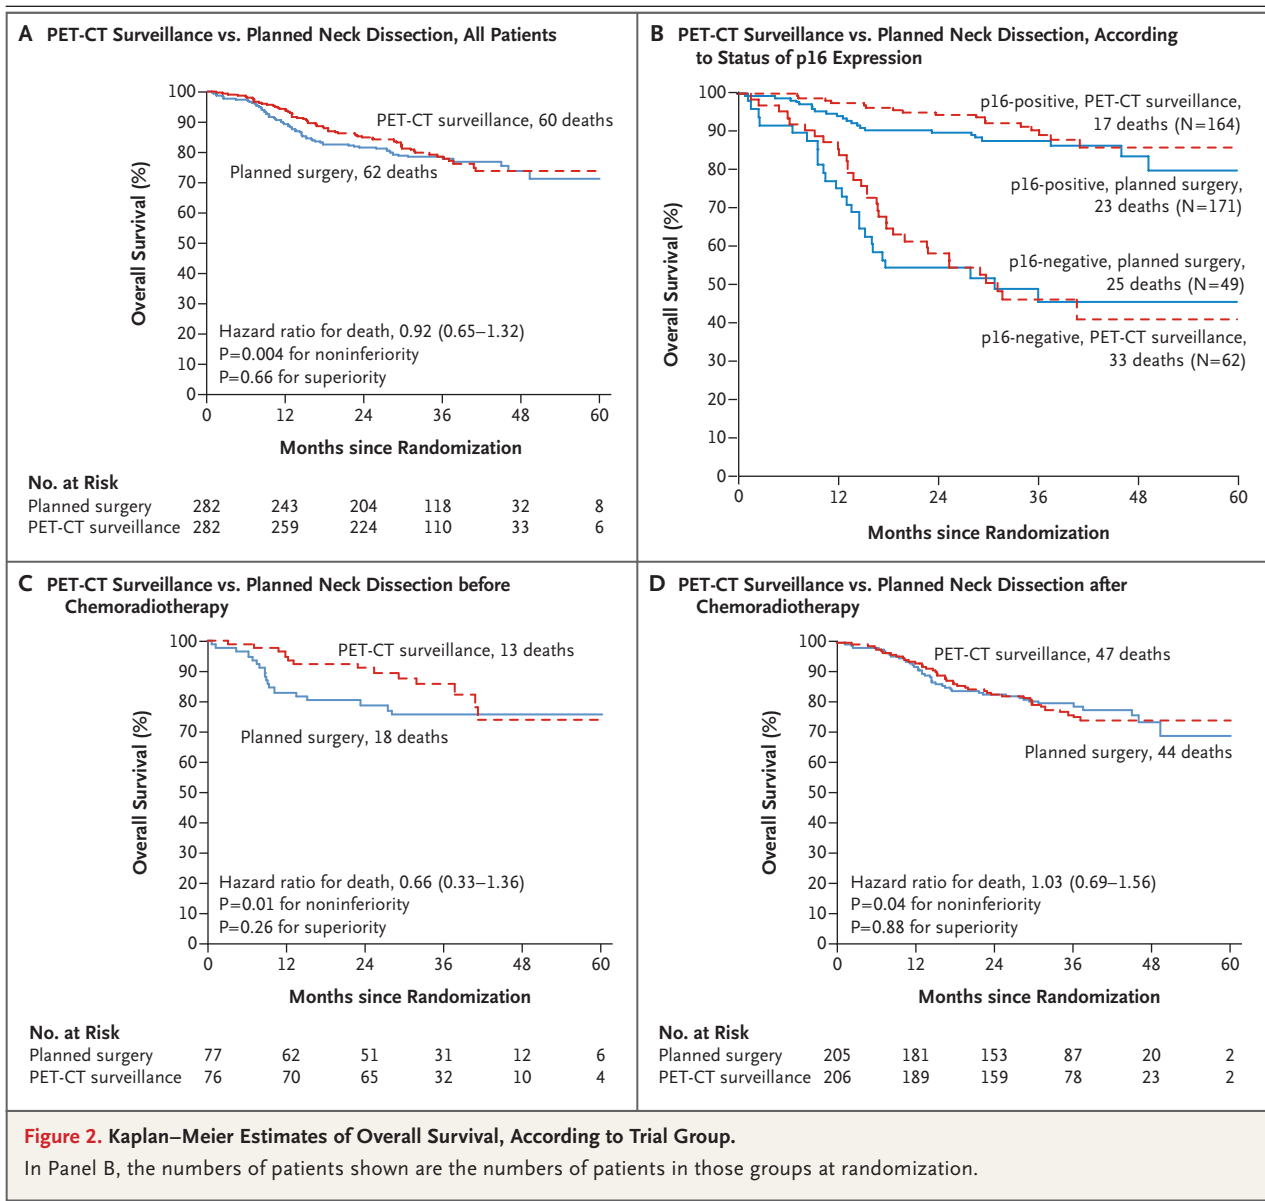 A PET-CT Surveillance vs. Planned Neck Dissection, All Patients
100
90
80
70
60
50
40
30
20
10
0
Overall Survival (%)
PET-CT surveillance, 60 deaths
Planned surgery, 62 deaths
Hazard ratio for death, 0.92 (0.65–1.32)
P=0.004 for noninferiority
P=0.66 for superiority
0 12 24 36 48 60
Months since Randomization
No. at Risk
Planned surgery 282 243 204 118 32 8
PET-CT surveillance 282 259 224 110 33 6
B PET-CT Surveillance vs. Planned Neck Dissection, According
to Status of p16 Expression
100
90
80
70
60
50
40
30
20
10
0
Overall Survival (%)
p16-positive, PET-CT surveillance,
17 deaths (N=164)
p16-positive, planned surgery,
23 deaths (N=171)
p16-negative, planned surgery,
25 deaths (N=49)
p16-negative, PET-CT surveillance,
33 deaths (N=62)
0 12 24 36 48 60
Months since Randomization
C PET-CT Surveillance vs. Planned Neck Dissection before
Chemoradiotherapy
100
90
80
70
60
50
40
30
20
10
0
Overall Survival (%)
PET-CT surveillance, 13 deaths
Planned surgery, 18 deaths
Hazard ratio for death, 0.66 (0.33–1.36)
P=0.01 for noninferiority
P=0.26 for superiority
0 12 24 36 48 60
Months since Randomization
No. at Risk
Planned surgery 77 62 51 31 12 6
PET-CT surveillance 76 70 65 32 10 4
D PET-CT Surveillance vs. Planned Neck Dissection after
Chemoradiotherapy
100
90
80
70
60
50
40
30
20
10
0
Overall Survival (%)
PET-CT surveillance, 47 deaths
Planned surgery, 44 deaths
Hazard ratio for death, 1.03 (0.69–1.56)
P=0.04 for noninferiority
P=0.88 for superiority
0 12 24 36 48 60
Months since Randomization
No. at Risk
Planned surgery 205 181 153 87 20 2
PET-CT surveillance 206 189 159 78 23 2
Figure 2. Kaplan–Meier Estimates of Overall Survival, According to Trial Group.
In Panel B, the numbers of patients shown are the numbers of patients in those groups at randomization.